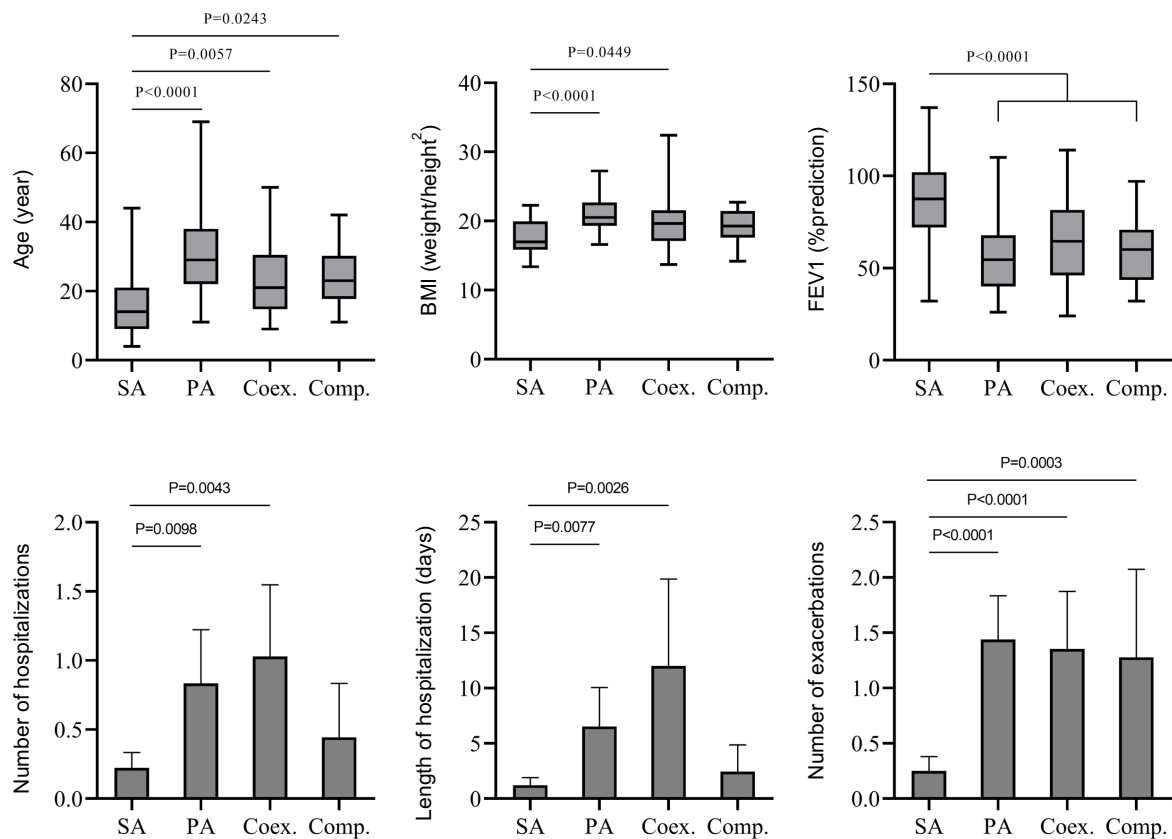 P=0.0243
P=0.0057
P<0.0001
Age (year)
80
60
40
20
0
SA PA Coex. Comp.
P=0.0449
P<0.0001
BMI (weight/height²)
40
30
20
10
0
SA PA Coex. Comp.
P<0.0001
FEV1 (%prediction)
150
100
50
0
SA PA Coex. Comp.
P=0.0043
P=0.0098
Number of hospitalizations
2.0
1.5
1.0
0.5
0.0
SA PA Coex. Comp.
P=0.0026
P=0.0077
Length of hospitalization (days)
25
20
15
10
5
0
SA PA Coex. Comp.
P=0.0003
P<0.0001
P<0.0001
Number of exacerbations
2.5
2.0
1.5
1.0
0.5
0.0
SA PA Coex. Comp.